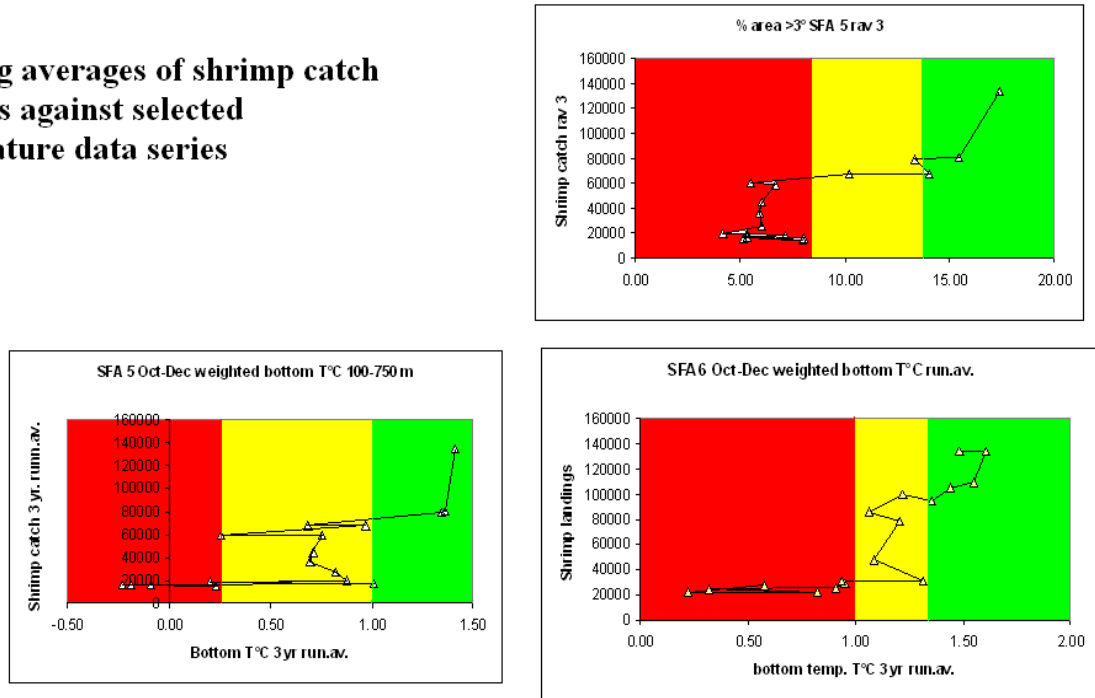 g averages of shrimp catch
s against selected
ature data series
% area >3° SFA 5 rav 3
Shrimp catch rav 3
160000
140000
120000
100000
80000
60000
40000
20000
0
0.00 5.00 10.00 15.00 20.00
SFA 5 Oct-Dec weighted bottom T°C 100-750 m
Shrimp catch 3 yr. runn.av.
160000
140000
120000
100000
80000
60000
40000
20000
0
-0.50 0.00 0.50 1.00 1.50
Bottom T°C 3yr run.av.
SFA6 Oct-Dec weighted bottom T°C run.av.
Shrimp landings
160000
140000
120000
100000
80000
60000
40000
20000
0
0.00 0.50 1.00 1.50 2.00
bottom temp. T°C 3yr run.av.